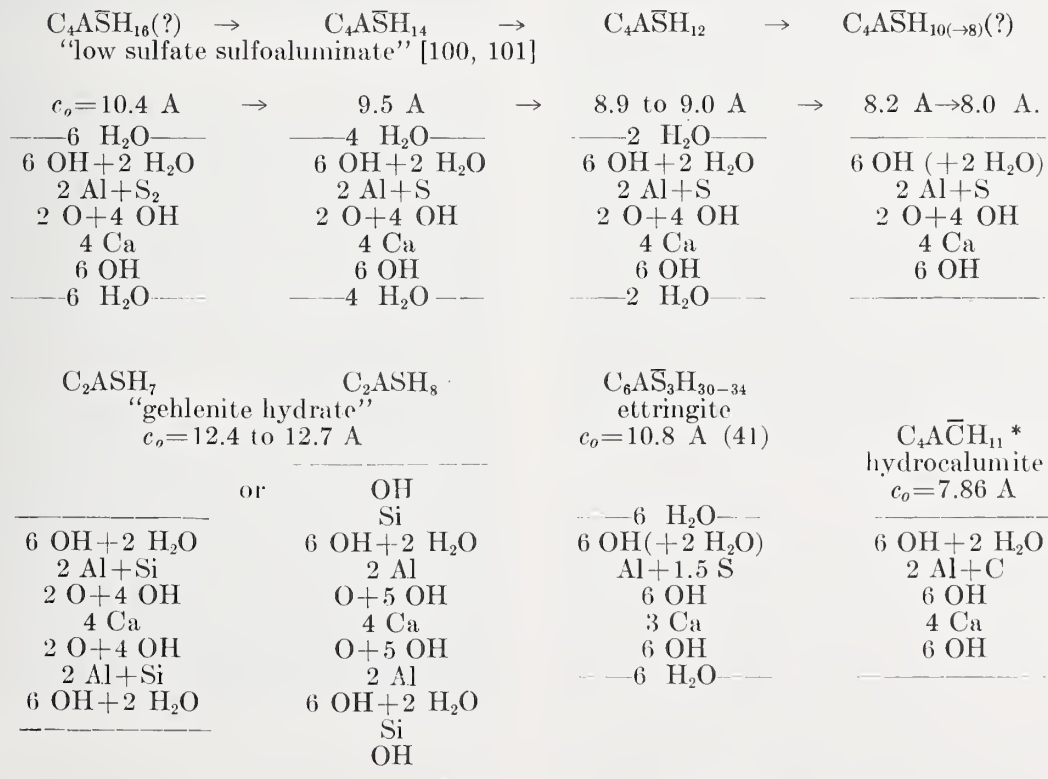 C₄AS̅H₁₆(?) → C₄AS̅H₁₄ → C₄AS̅H₁₂ → C₄AS̅H₁₀₍→₈₎(?)
“low sulfate sulfoaluminate” [100, 101]
c₀=10.4 A → 9.5 A → 8.9 to 9.0 A → 8.2 A→8.0 A.
6 H₂O 4 H₂O 2 H₂O
6 OH+2 H₂O 6 OH+2 H₂O 6 OH+2 H₂O 6 OH (+2 H₂O)
2 Al+S₂ 2 Al+S 2 Al+S 2 Al+S
2 O+4 OH 2 O+4 OH 2 O+4 OH 2 O+4 OH
4 Ca 4 Ca 4 Ca 4 Ca
6 OH 6 OH 6 OH 6 OH
6 H₂O 4 H₂O 2 H₂O
C₂ASH₇ C₂ASH₈
“gehlenite hydrate”
c₀=12.4 to 12.7 A
or
6 OH+2 H₂O
2 Al+Si
2 O+4 OH
4 Ca
2 O+4 OH
2 Al+Si
6 OH+2 H₂O
OH
Si
6 OH+2 H₂O
2 Al
O+5 OH
4 Ca
O+5 OH
2 Al
6 OH+2 H₂O
Si
OH
C₆AS̅₃H₃₀₋₃₄
ettringite
c₀=10.8 A (41)
6 H₂O
6 OH(+2 H₂O)
Al+1.5 S
6 OH
3 Ca
6 OH
6 H₂O
C₄AC̅H₁₁ *
hydrocalumite
c₀=7.86 A
6 OH+2 H₂O
2 Al+C
6 OH
4 Ca
6 OH